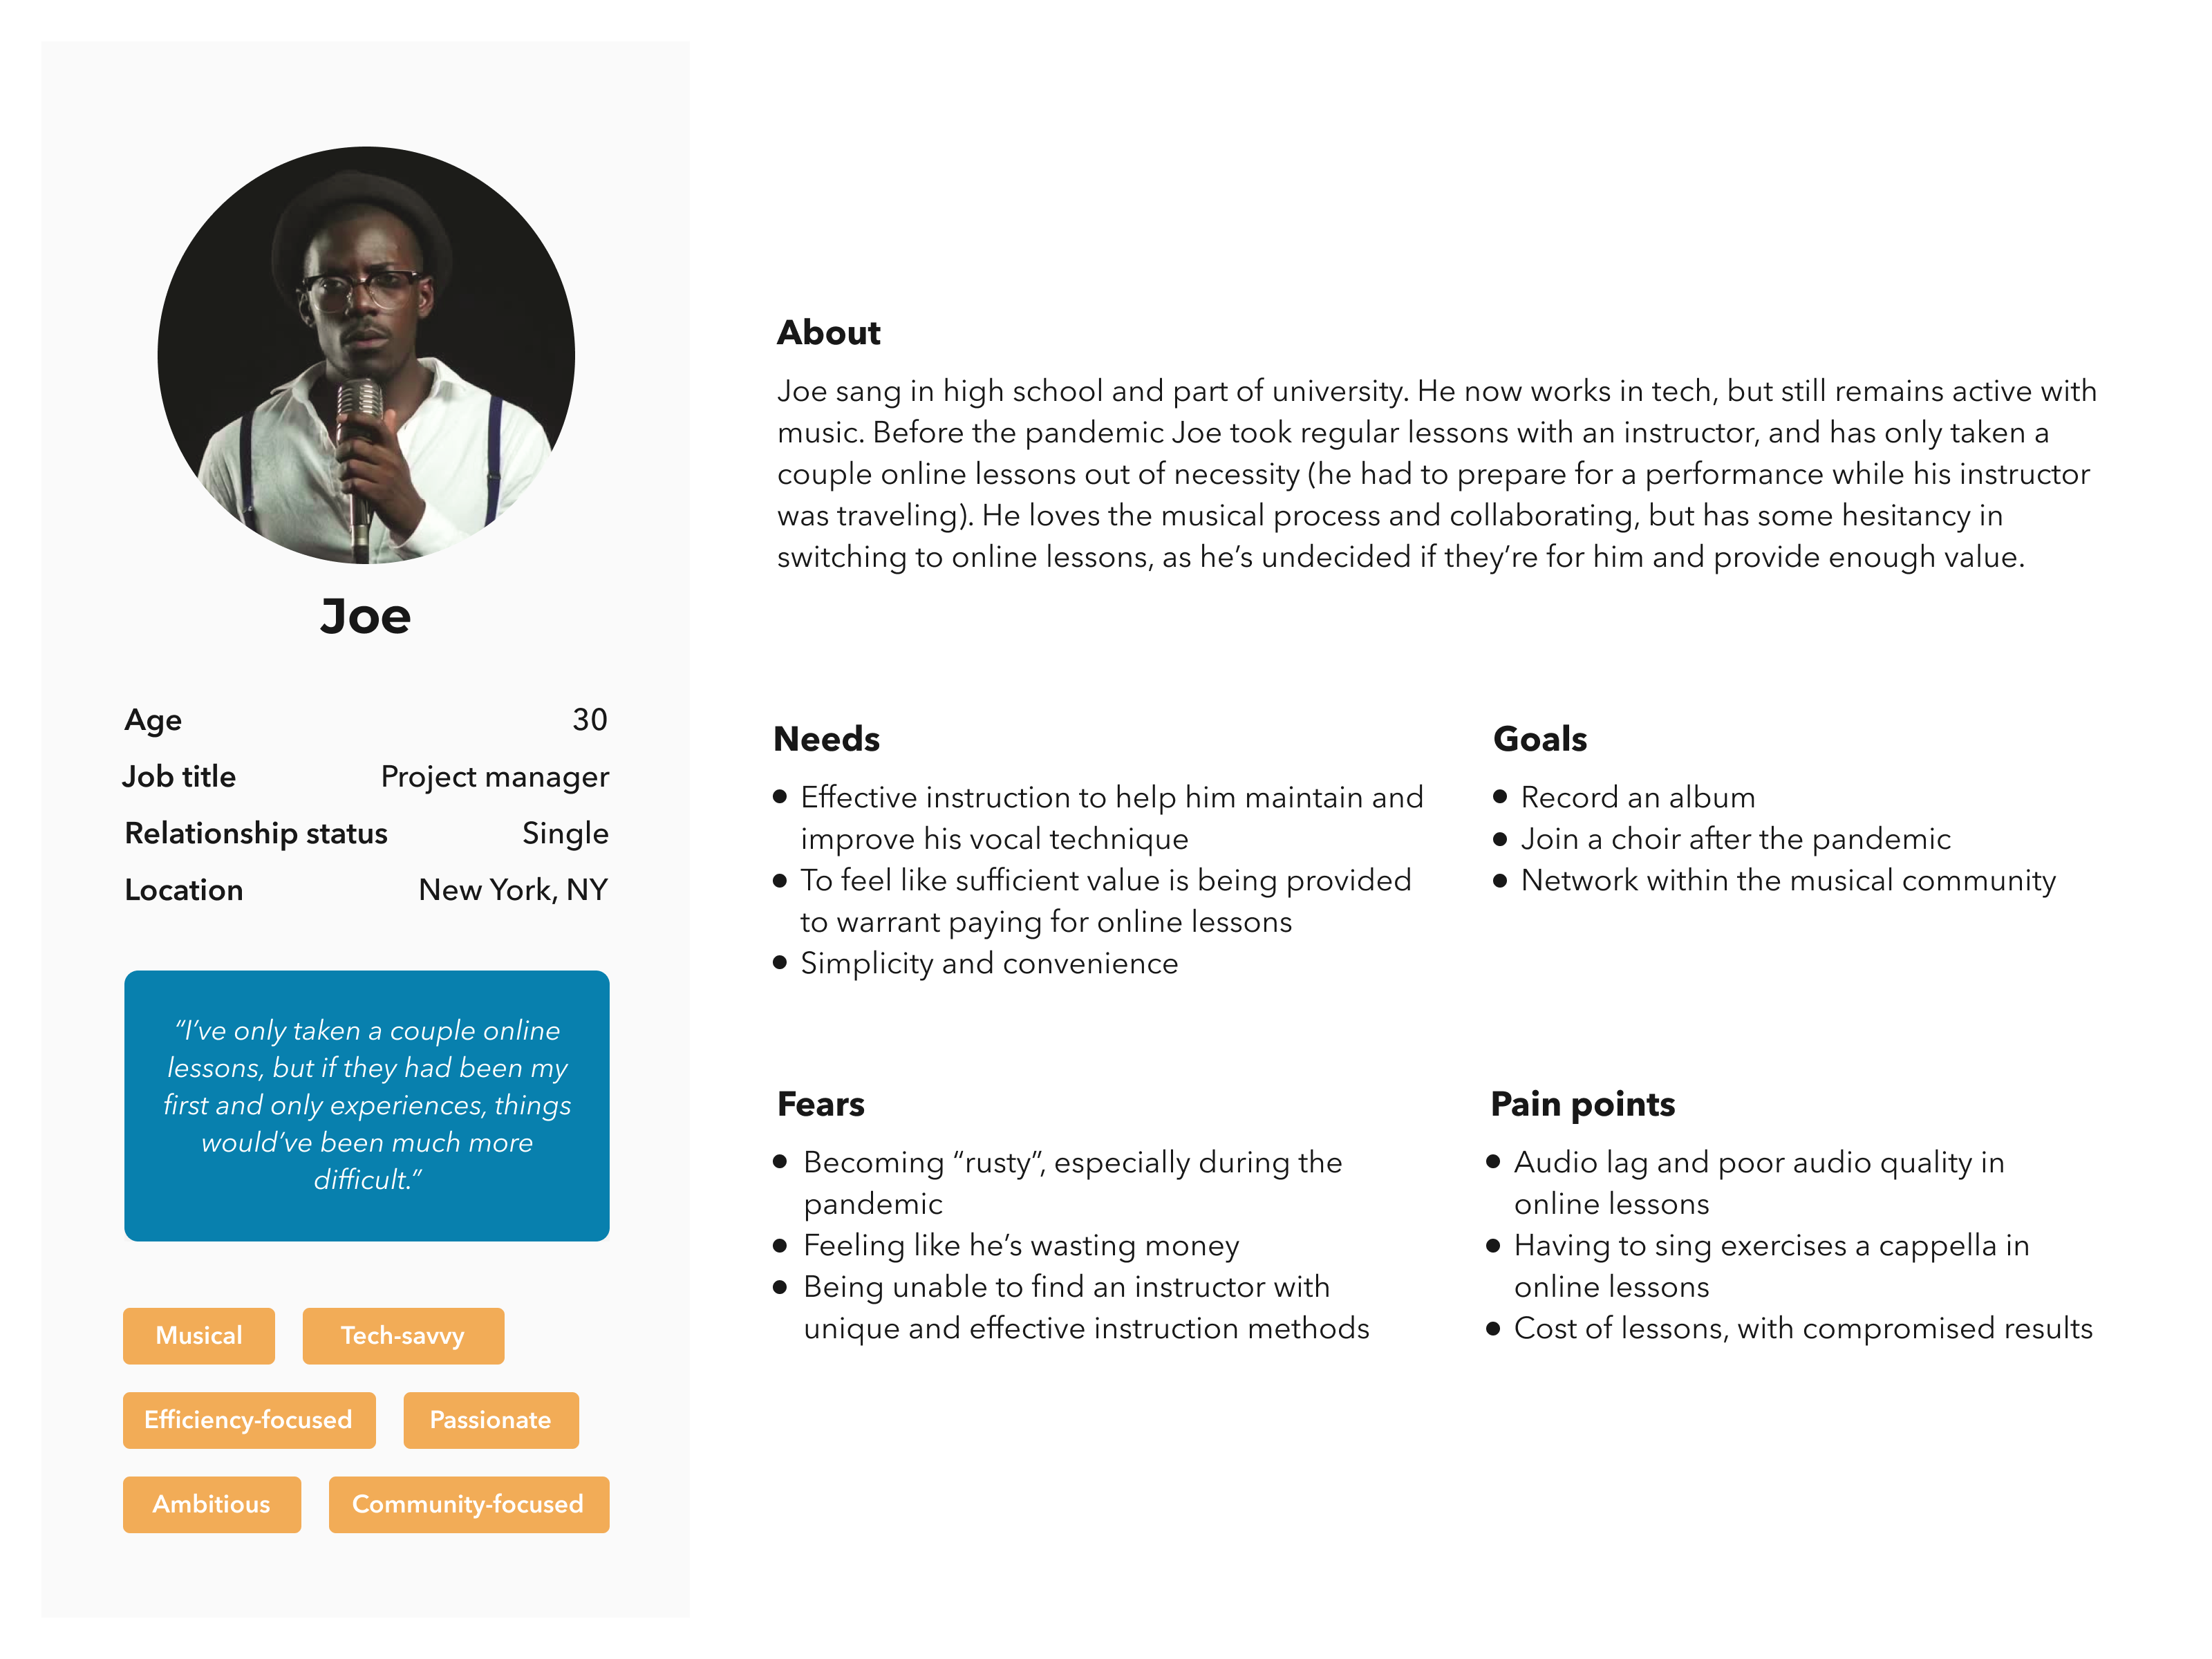 Joe
Age 30
Job title Project manager
Relationship status Single
Location New York, NY
“I’ve only taken a couple online
lessons, but if they had been my
first and only experiences, things
would’ve been much more
difficult.”
Musical Tech-savvy
Efficiency-focused Passionate
Ambitious Community-focused
About
Joe sang in high school and part of university. He now works in tech, but still remains active with
music. Before the pandemic Joe took regular lessons with an instructor, and has only taken a
couple online lessons out of necessity (he had to prepare for a performance while his instructor
was traveling). He loves the musical process and collaborating, but has some hesitancy in
switching to online lessons, as he’s undecided if they’re for him and provide enough value.
Needs
• Effective instruction to help him maintain and
improve his vocal technique
• To feel like sufficient value is being provided
to warrant paying for online lessons
• Simplicity and convenience
Goals
• Record an album
• Join a choir after the pandemic
• Network within the musical community
Fears
• Becoming “rusty”, especially during the
pandemic
• Feeling like he’s wasting money
• Being unable to find an instructor with
unique and effective instruction methods
Pain points
• Audio lag and poor audio quality in
online lessons
• Having to sing exercises a cappella in
online lessons
• Cost of lessons, with compromised results